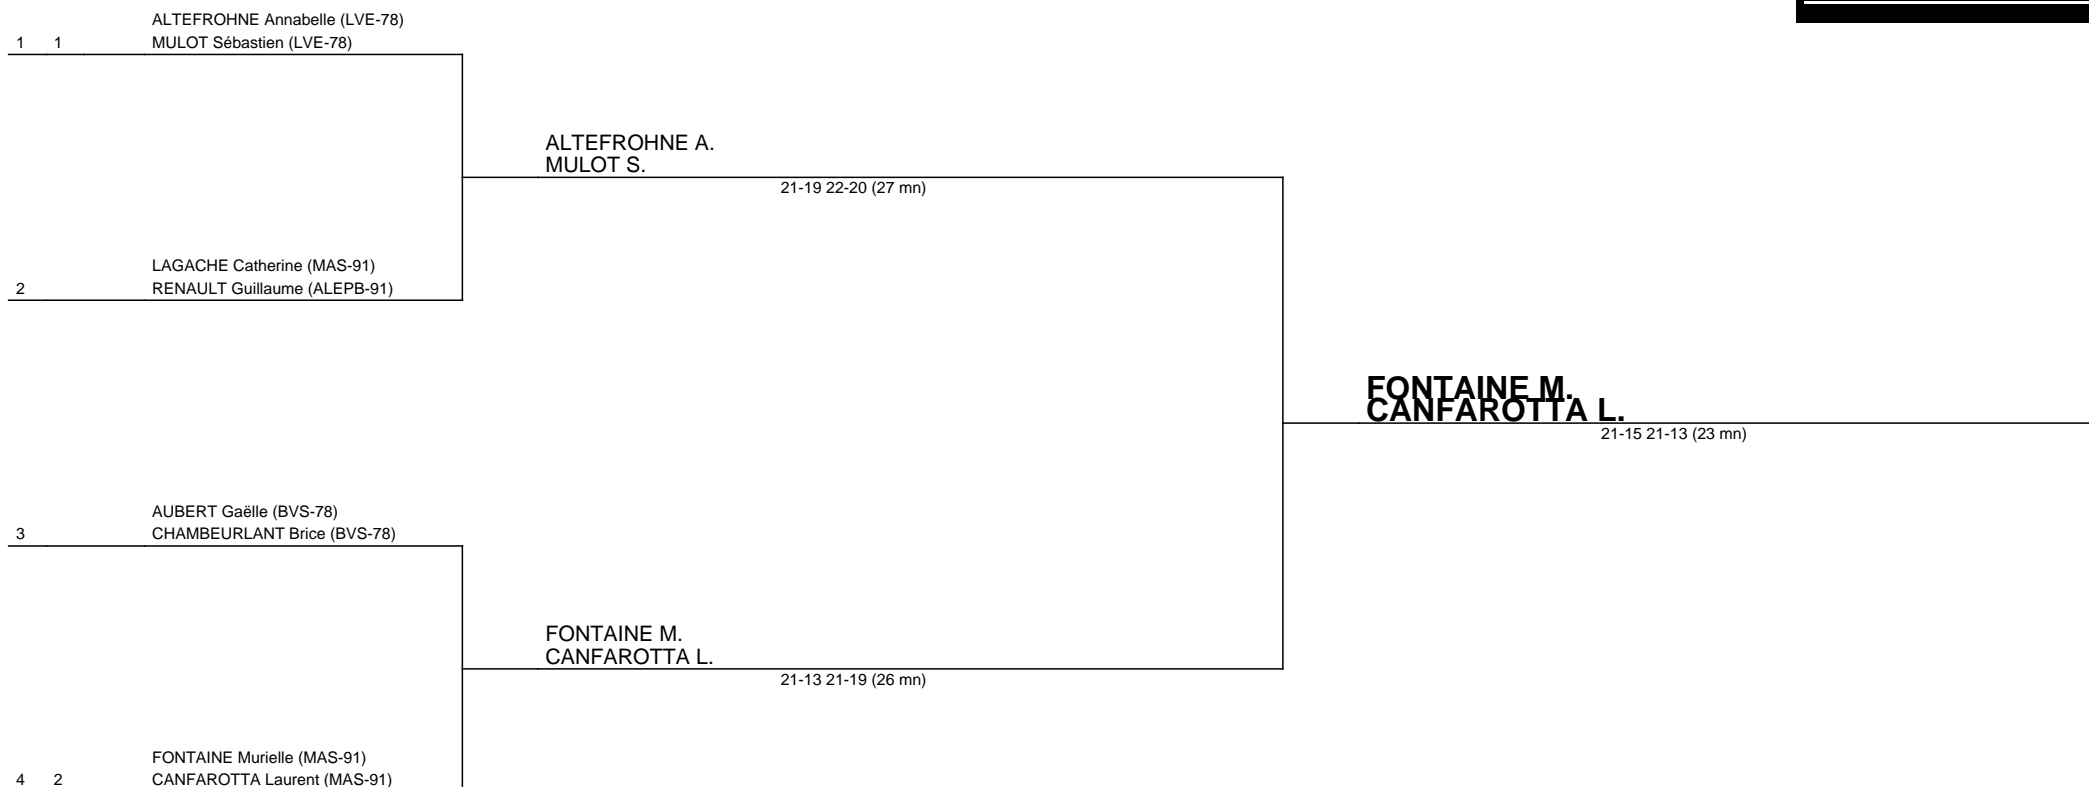 ALTEFROHNE Annabelle (LVE-78)
1 1 MULOT Sébastien (LVE-78)
ALTEFROHNE A.
MULOT S.
21-19 22-20 (27 mn)
LAGACHE Catherine (MAS-91)
2 RENAULT Guillaume (ALEPB-91)
FONTAINE M.
CANFAROTTA L.
21-15 21-13 (23 mn)
AUBERT Gaëlle (BVS-78)
3 CHAMBEURLANT Brice (BVS-78)
FONTAINE M.
CANFAROTTA L.
21-13 21-19 (26 mn)
FONTAINE Murielle (MAS-91)
4 2 CANFAROTTA Laurent (MAS-91)